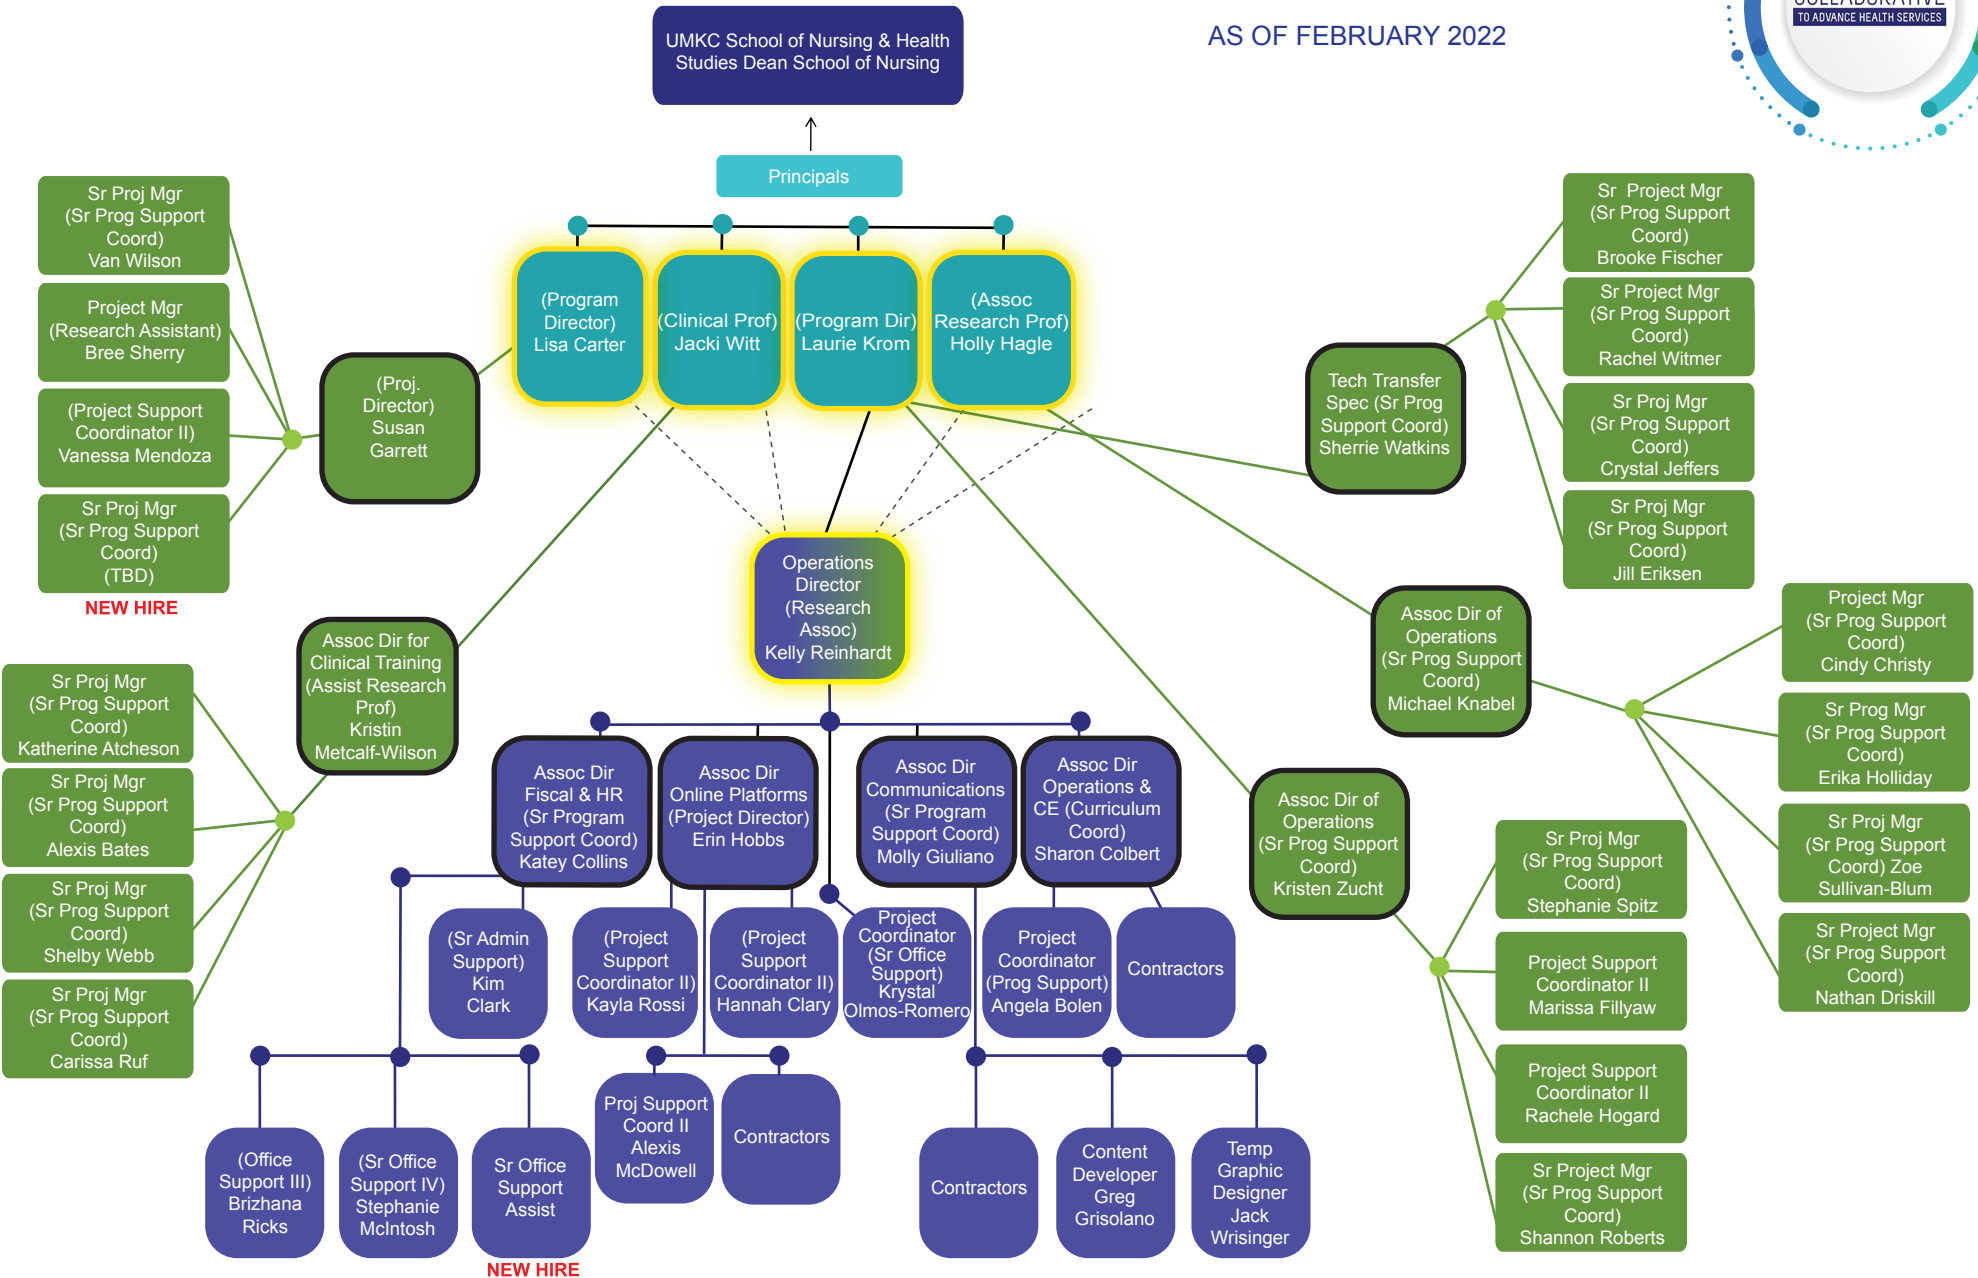 COLLABORATIVE
TO ADVANCE HEALTH SERVICES
AS OF FEBRUARY 2022
UMKC School of Nursing & Health
Studies Dean School of Nursing
Principals
(Program
Director)
Lisa Carter
(Clinical Prof)
Jacki Witt
(Program Dir)
Laurie Krom
(Assoc
Research Prof)
Holly Hagle
Sr Proj Mgr
(Sr Prog Support
Coord)
Van Wilson
Project Mgr
(Research Assistant)
Bree Sherry
(Project Support
Coordinator II)
Vanessa Mendoza
Sr Proj Mgr
(Sr Prog Support
Coord)
(TBD)
NEW HIRE
(Proj.
Director)
Susan
Garrett
Sr Project Mgr
(Sr Prog Support
Coord)
Brooke Fischer
Sr Project Mgr
(Sr Prog Support
Coord)
Rachel Witmer
Sr Proj Mgr
(Sr Prog Support
Coord)
Crystal Jeffers
Sr Proj Mgr
(Sr Prog Support
Coord)
Jill Eriksen
Tech Transfer
Spec (Sr Prog
Support Coord)
Sherrie Watkins
Operations
Director
(Research
Assoc)
Kelly Reinhardt
Assoc Dir for
Clinical Training
(Assist Research
Prof)
Kristin
Metcalf-Wilson
Sr Proj Mgr
(Sr Prog Support
Coord)
Katherine Atcheson
Sr Proj Mgr
(Sr Prog Support
Coord)
Alexis Bates
Sr Proj Mgr
(Sr Prog Support
Coord)
Shelby Webb
Sr Proj Mgr
(Sr Prog Support
Coord)
Carissa Ruf
Assoc Dir of
Operations
(Sr Prog Support
Coord)
Michael Knabel
Project Mgr
(Sr Prog Support
Coord)
Cindy Christy
Sr Prog Mgr
(Sr Prog Support
Coord)
Erika Holliday
Sr Proj Mgr
(Sr Prog Support
Coord) Zoe
Sullivan-Blum
Sr Project Mgr
(Sr Prog Support
Coord)
Nathan Driskill
Assoc Dir
Fiscal & HR
(Sr Program
Support Coord)
Katey Collins
Assoc Dir
Online Platforms
(Project Director)
Erin Hobbs
Assoc Dir
Communications
(Sr Program
Support Coord)
Molly Giuliano
Assoc Dir
Operations &
CE (Curriculum
Coord)
Sharon Colbert
Assoc Dir of
Operations
(Sr Prog Support
Coord)
Kristen Zucht
Sr Proj Mgr
(Sr Prog Support
Coord)
Stephanie Spitz
Project Support
Coordinator II
Marissa Fillyaw
Project Support
Coordinator II
Rachele Hogard
Sr Project Mgr
(Sr Prog Support
Coord)
Shannon Roberts
(Sr Admin
Support)
Kim
Clark
(Project
Support
Coordinator II)
Kayla Rossi
(Project
Support
Coordinator II)
Hannah Clary
Project
Coordinator
(Sr Office
Support)
Krystal
Olmos-Romero
Project
Coordinator
(Prog Support)
Angela Bolen
Contractors
(Office
Support III)
Brizhana
Ricks
(Sr Office
Support IV)
Stephanie
McIntosh
Sr Office
Support
Assist
NEW HIRE
Proj Support
Coord II
Alexis
McDowell
Contractors
Contractors
Content
Developer
Greg
Grisolano
Temp
Graphic
Designer
Jack
Wrisinger